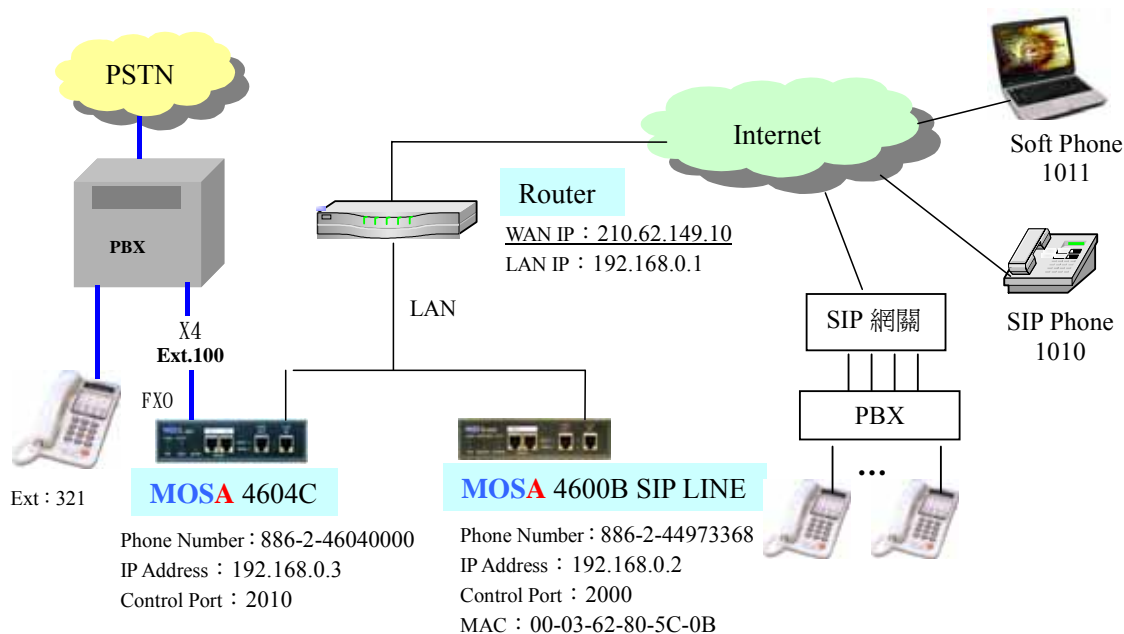 PSTN
PBX
X4
Ext.100
FXO
Ext：321
MOSA 4604C
Phone Number：886-2-46040000
IP Address：192.168.0.3
Control Port：2010
Router
WAN IP：210.62.149.10
LAN IP：192.168.0.1
LAN
MOSA 4600B SIP LINE
Phone Number：886-2-44973368
IP Address：192.168.0.2
Control Port：2000
MAC：00-03-62-80-5C-0B
Internet
Soft Phone
1011
SIP Phone
1010
SIP 網關
PBX
...